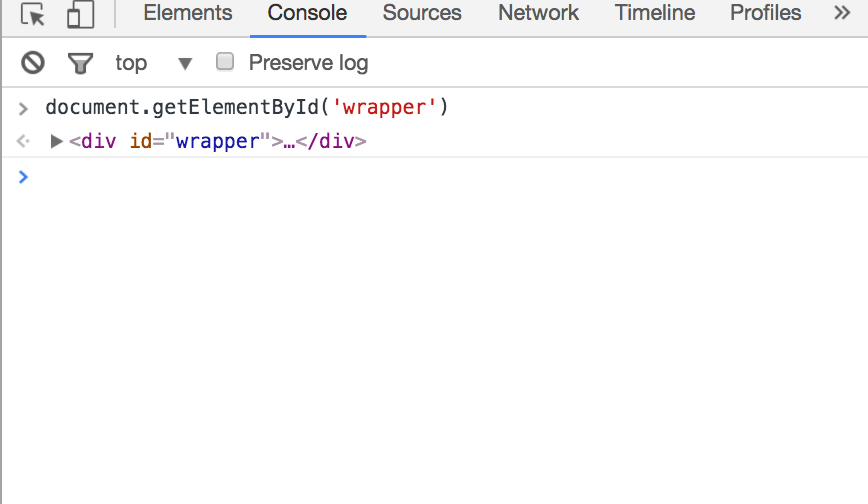 Elements Console Sources Network Timeline Profiles »
top ▼ Preserve log
> document.getElementById('wrapper')
<div id="wrapper">…</div>
>